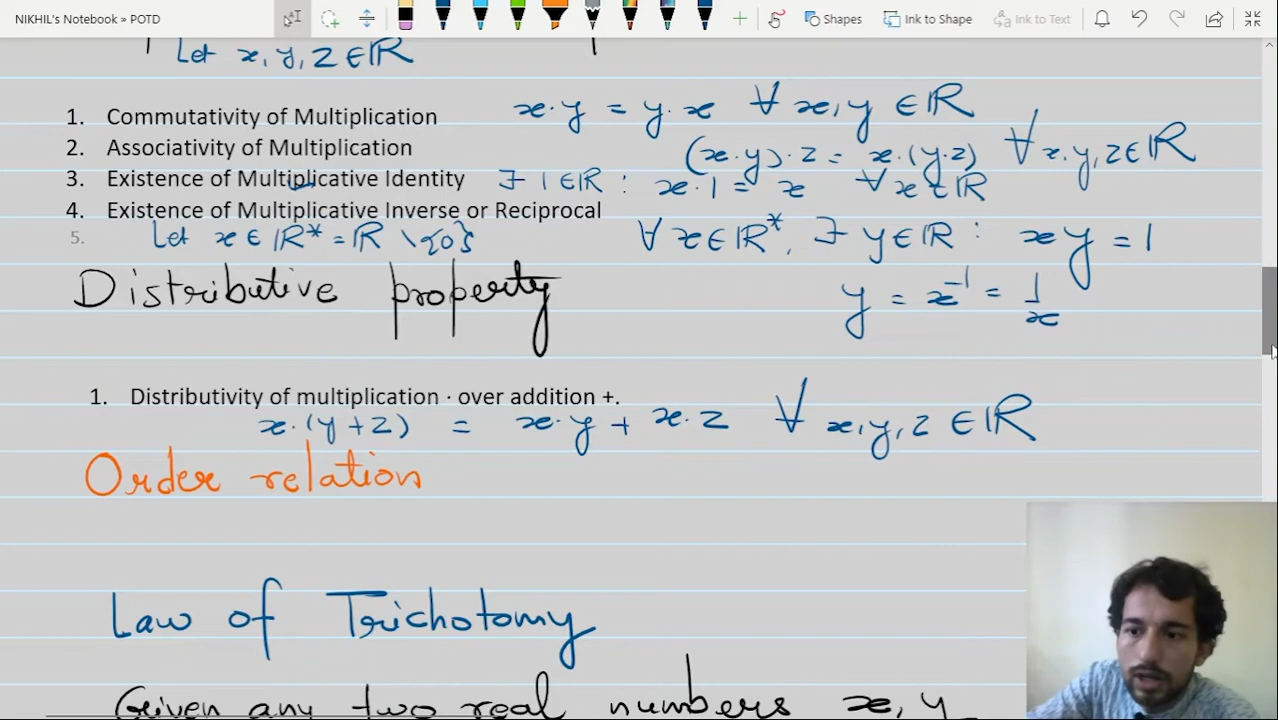 NIKHIL's Notebook » POTD
Shapes Ink to Shape Ink to Text
Let x, y, z ∈ ℝ
1. Commutativity of Multiplication x·y = y·x ∀ x, y ∈ ℝ
2. Associativity of Multiplication (x·y)·z = x·(y·z) ∀ x, y, z ∈ ℝ
3. Existence of Multiplicative Identity ∃ 1 ∈ ℝ : x·1 = x ∀ x ∈ ℝ
4. Existence of Multiplicative Inverse or Reciprocal
5. Let x ∈ ℝ* = ℝ \ {0} ∀ x ∈ ℝ*, ∃ y ∈ ℝ : xy = 1
Distributive property y = x⁻¹ = 1/x
1. Distributivity of multiplication · over addition +.
x·(y+z) = x·y + x·z ∀ x, y, z ∈ ℝ
Order relation
Law of Trichotomy
Given any two real numbers x, y